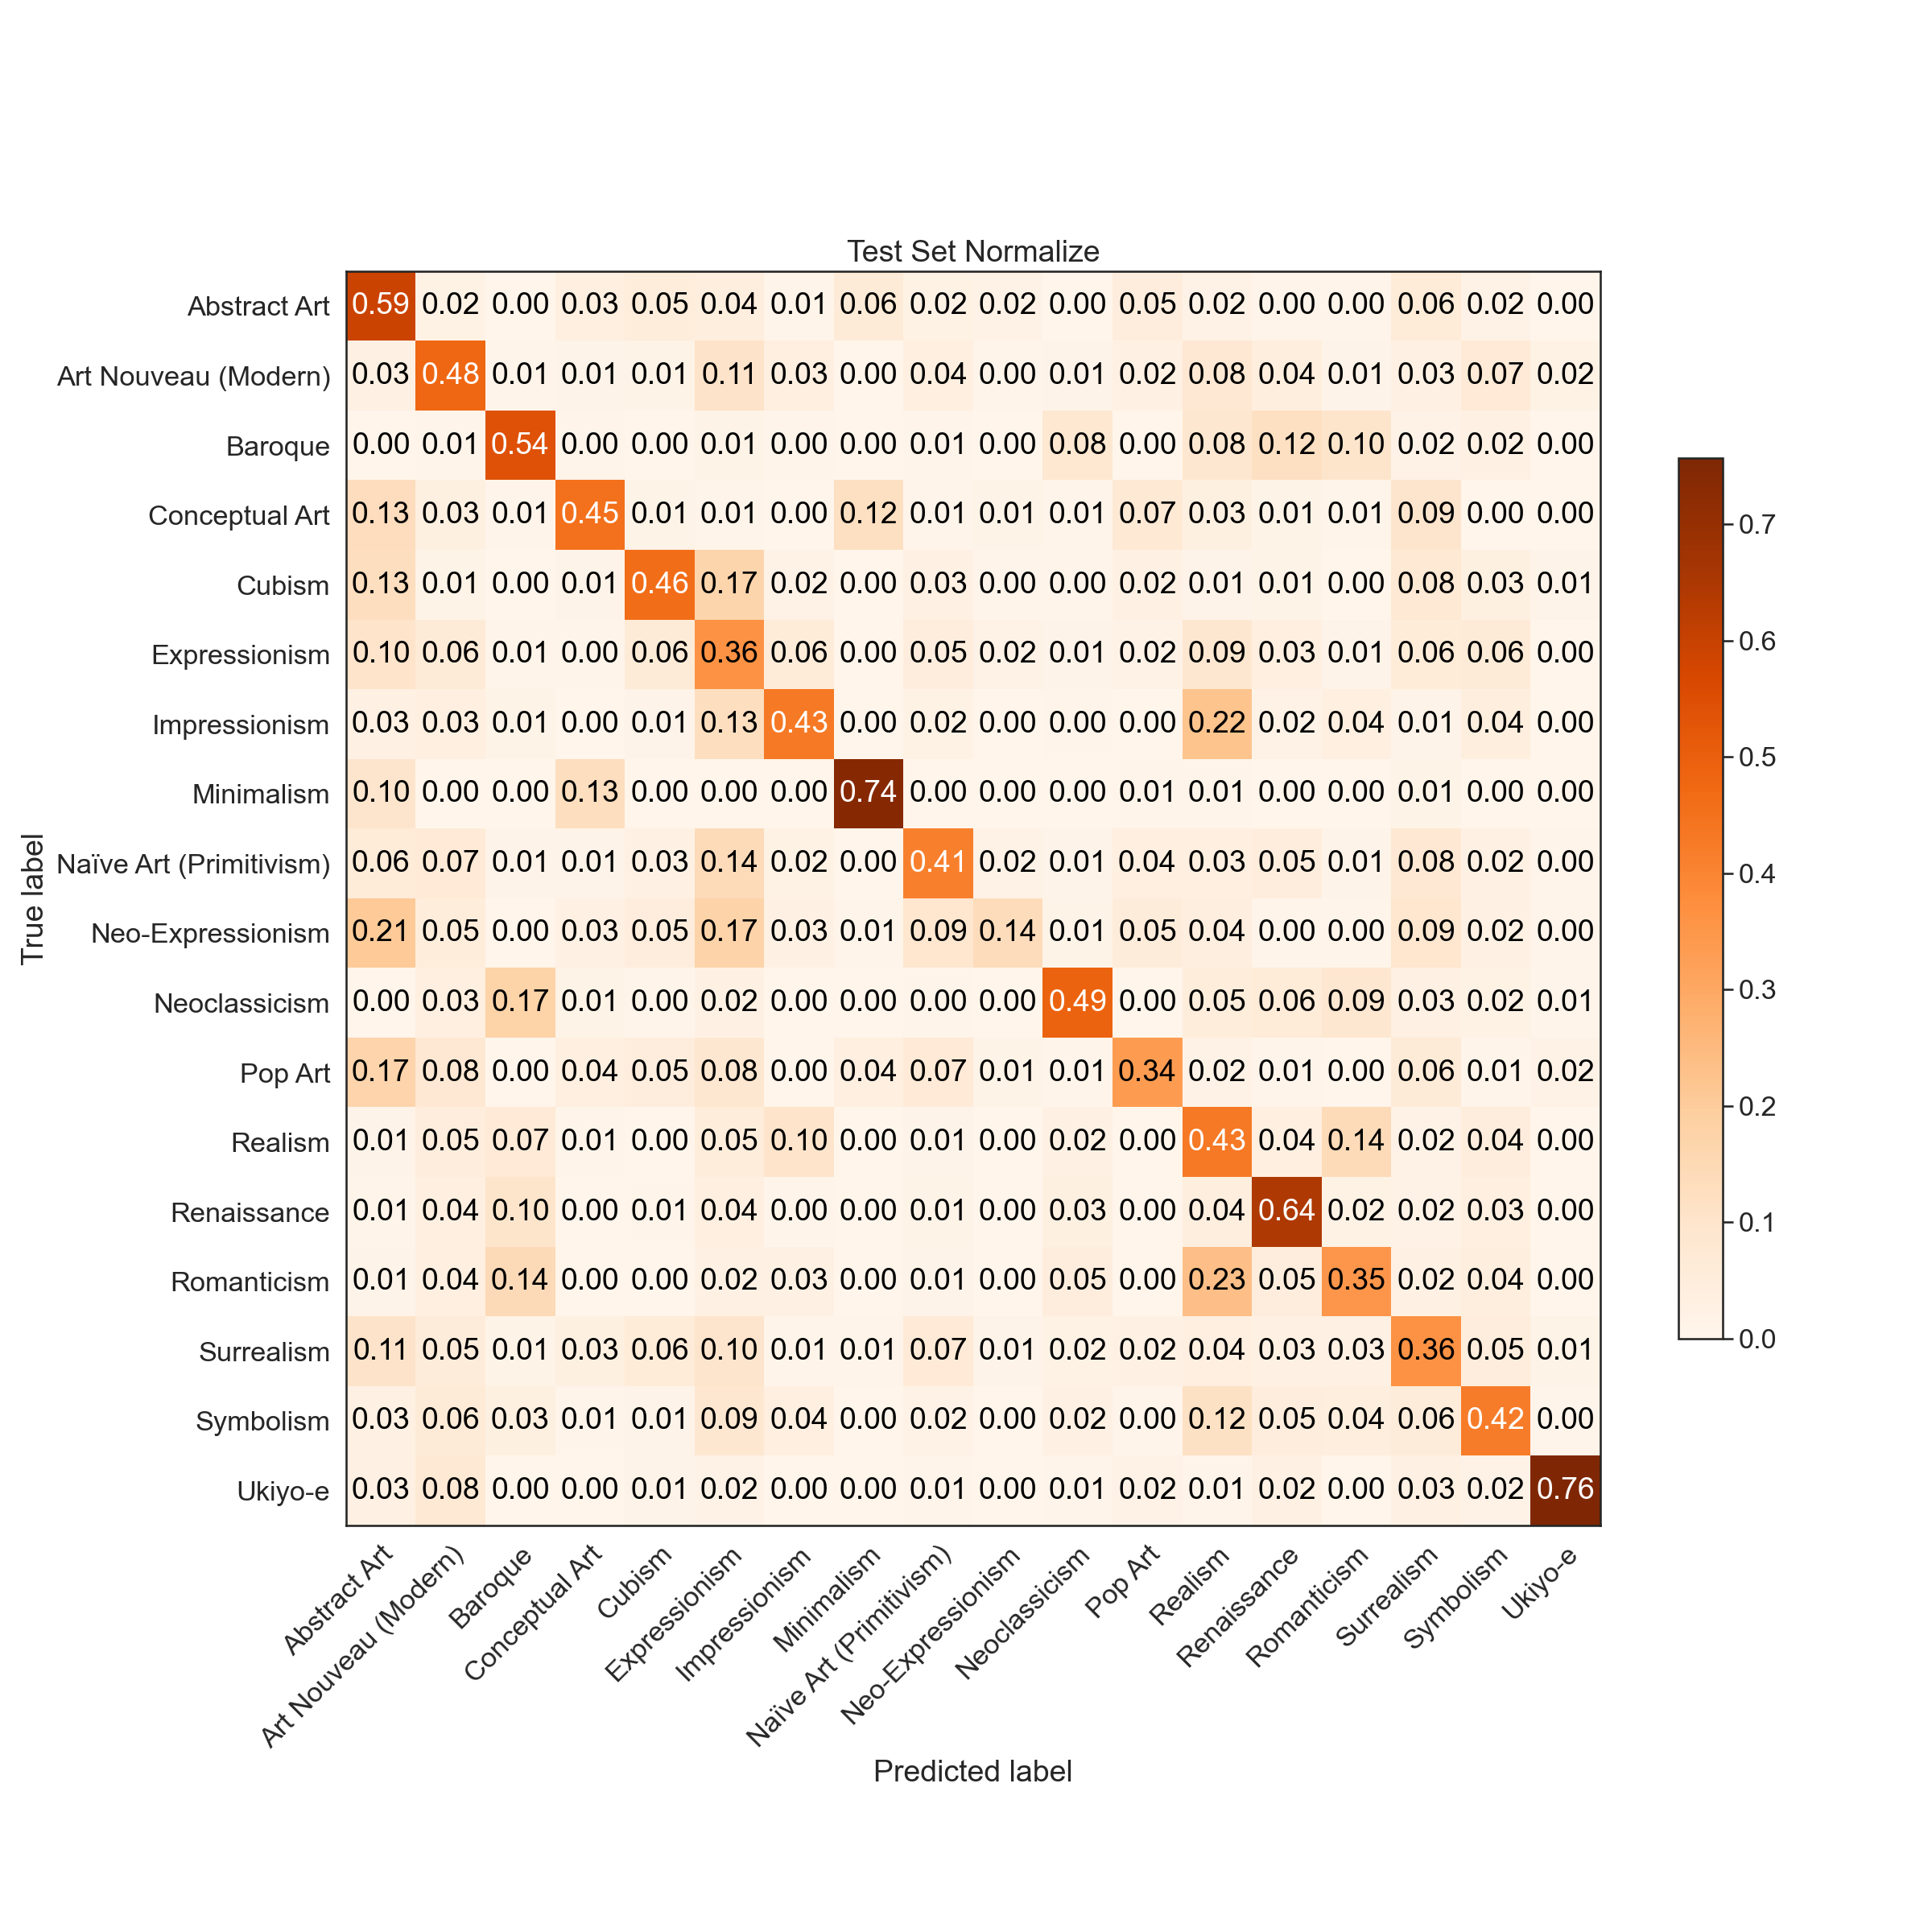 Test Set Normalize
Abstract Art 0.59 0.02 0.00 0.03 0.05 0.04 0.01 0.06 0.02 0.02 0.00 0.05 0.02 0.00 0.00 0.06 0.02 0.00
Art Nouveau (Modern) 0.03 0.48 0.01 0.01 0.01 0.11 0.03 0.00 0.04 0.00 0.01 0.02 0.08 0.04 0.01 0.03 0.07 0.02
Baroque 0.00 0.01 0.54 0.00 0.00 0.01 0.00 0.00 0.01 0.00 0.08 0.00 0.08 0.12 0.10 0.02 0.02 0.00
Conceptual Art 0.13 0.03 0.01 0.45 0.01 0.01 0.00 0.12 0.01 0.01 0.01 0.07 0.03 0.01 0.01 0.09 0.00 0.00
Cubism 0.13 0.01 0.00 0.01 0.46 0.17 0.02 0.00 0.03 0.00 0.00 0.02 0.01 0.01 0.00 0.08 0.03 0.01
Expressionism 0.10 0.06 0.01 0.00 0.06 0.36 0.06 0.00 0.05 0.02 0.01 0.02 0.09 0.03 0.01 0.06 0.06 0.00
Impressionism 0.03 0.03 0.01 0.00 0.01 0.13 0.43 0.00 0.02 0.00 0.00 0.00 0.22 0.02 0.04 0.01 0.04 0.00
Minimalism 0.10 0.00 0.00 0.13 0.00 0.00 0.00 0.74 0.00 0.00 0.00 0.01 0.01 0.00 0.00 0.01 0.00 0.00
Naïve Art (Primitivism) 0.06 0.07 0.01 0.01 0.03 0.14 0.02 0.00 0.41 0.02 0.01 0.04 0.03 0.05 0.01 0.08 0.02 0.00
Neo-Expressionism 0.21 0.05 0.00 0.03 0.05 0.17 0.03 0.01 0.09 0.14 0.01 0.05 0.04 0.00 0.00 0.09 0.02 0.00
Neoclassicism 0.00 0.03 0.17 0.01 0.00 0.02 0.00 0.00 0.00 0.00 0.49 0.00 0.05 0.06 0.09 0.03 0.02 0.01
Pop Art 0.17 0.08 0.00 0.04 0.05 0.08 0.00 0.04 0.07 0.01 0.01 0.34 0.02 0.01 0.00 0.06 0.01 0.02
Realism 0.01 0.05 0.07 0.01 0.00 0.05 0.10 0.00 0.01 0.00 0.02 0.00 0.43 0.04 0.14 0.02 0.04 0.00
Renaissance 0.01 0.04 0.10 0.00 0.01 0.04 0.00 0.00 0.01 0.00 0.03 0.00 0.04 0.64 0.02 0.02 0.03 0.00
Romanticism 0.01 0.04 0.14 0.00 0.00 0.02 0.03 0.00 0.01 0.00 0.05 0.00 0.23 0.05 0.35 0.02 0.04 0.00
Surrealism 0.11 0.05 0.01 0.03 0.06 0.10 0.01 0.01 0.07 0.01 0.02 0.02 0.04 0.03 0.03 0.36 0.05 0.01
Symbolism 0.03 0.06 0.03 0.01 0.01 0.09 0.04 0.00 0.02 0.00 0.02 0.00 0.12 0.05 0.04 0.06 0.42 0.00
Ukiyo-e 0.03 0.08 0.00 0.00 0.01 0.02 0.00 0.00 0.01 0.00 0.01 0.02 0.01 0.02 0.00 0.03 0.02 0.76
True label
Abstract Art
Art Nouveau (Modern)
Baroque
Conceptual Art
Cubism
Expressionism
Impressionism
Minimalism
Naïve Art (Primitivism)
Neo-Expressionism
Neoclassicism
Pop Art
Realism
Renaissance
Romanticism
Surrealism
Symbolism
Ukiyo-e
Predicted label
0.7
0.6
0.5
0.4
0.3
0.2
0.1
0.0